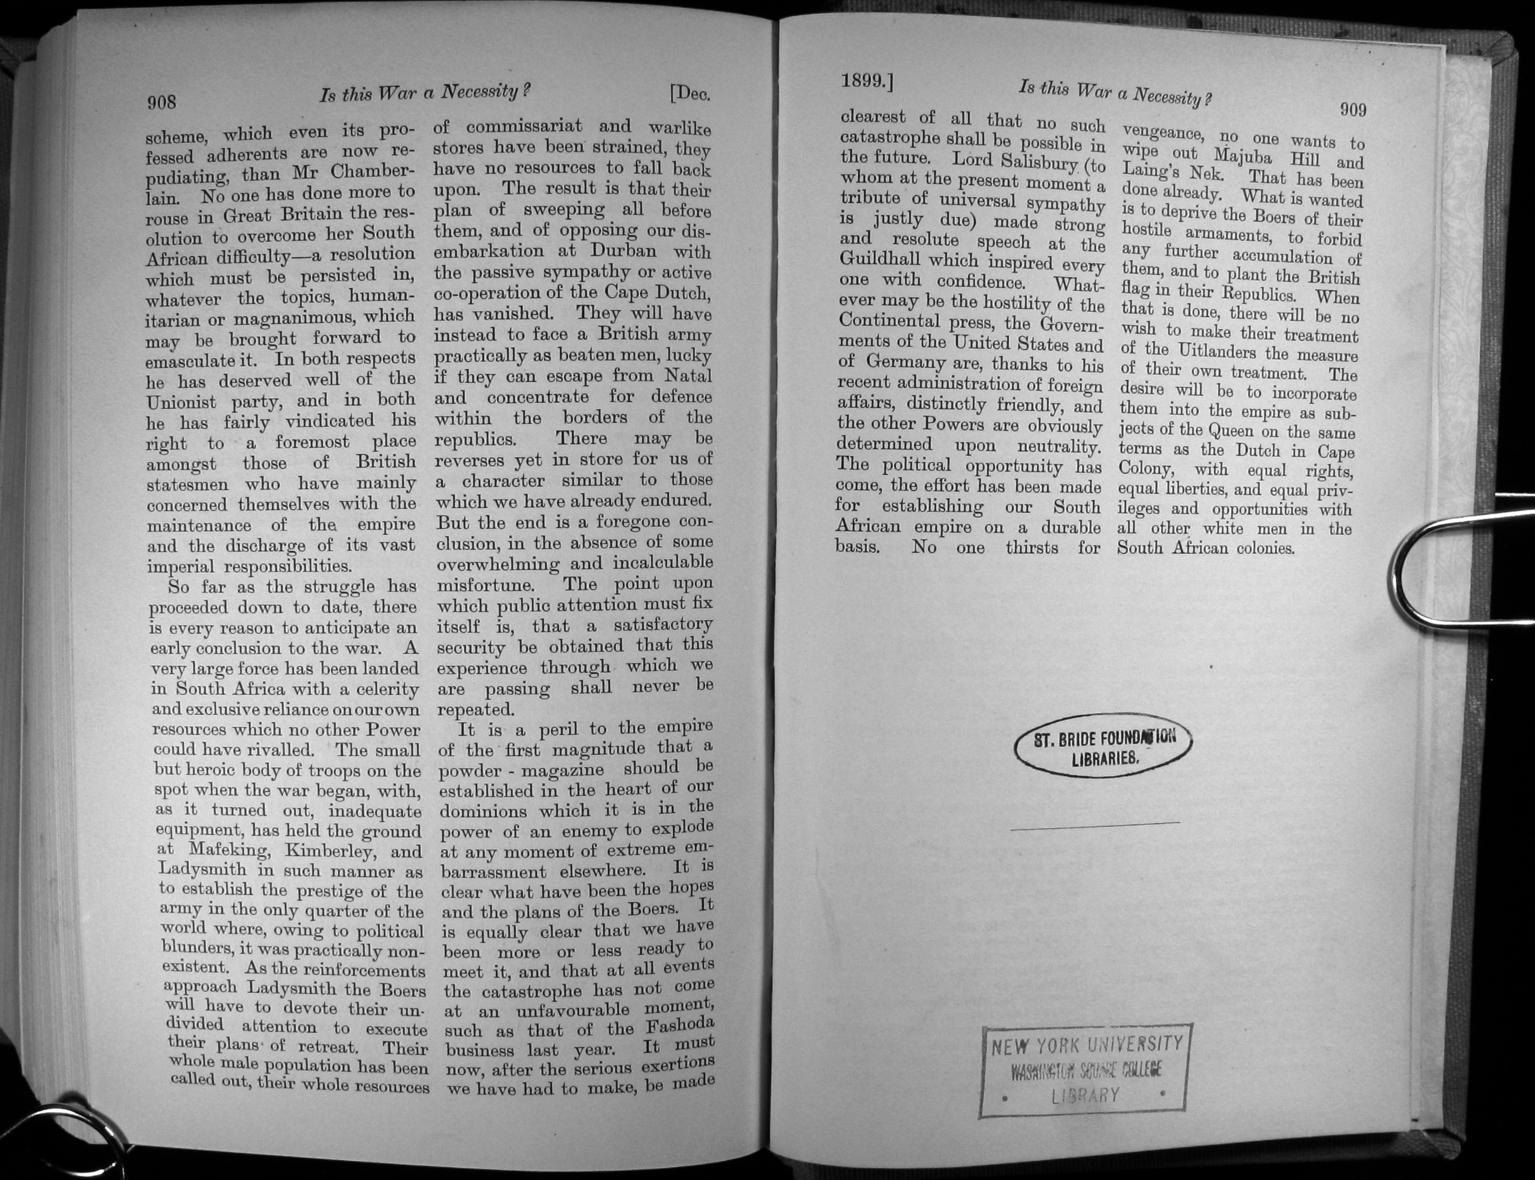 908
Is this War a Necessity?
[Dec.
scheme, which even its pro-
fessed adherents are now re-
pudiating, than Mr Chamber-
lain. No one has done more to
rouse in Great Britain the res-
olution to overcome her South
African difficulty—a resolution
which must be persisted in,
whatever the topics, human-
itarian or magnanimous, which
may be brought forward to
emasculate it. In both respects
he has deserved well of the
Unionist party, and in both
he has fairly vindicated his
right to a foremost place
amongst those of British
statesmen who have mainly
concerned themselves with the
maintenance of the empire
and the discharge of its vast
imperial responsibilities.
So far as the struggle has
proceeded down to date, there
is every reason to anticipate an
early conclusion to the war. A
very large force has been landed
in South Africa with a celerity
and exclusive reliance on our own
resources which no other Power
could have rivalled. The small
but heroic body of troops on the
spot when the war began, with,
as it turned out, inadequate
equipment, has held the ground
at Mafeking, Kimberley, and
Ladysmith in such manner as
to establish the prestige of the
army in the only quarter of the
world where, owing to political
blunders, it was practically non-
existent. As the reinforcements
approach Ladysmith the Boers
will have to devote their un-
divided attention to execute
their plans of retreat. Their
whole male population has been
called out, their whole resources
of commissariat and warlike
stores have been strained, they
have no resources to fall back
upon. The result is that their
plan of sweeping all before
them, and of opposing our dis-
embarkation at Durban with
the passive sympathy or active
co-operation of the Cape Dutch,
has vanished. They will have
instead to face a British army
practically as beaten men, lucky
if they can escape from Natal
and concentrate for defence
within the borders of the
republics. There may be
reverses yet in store for us of
a character similar to those
which we have already endured.
But the end is a foregone con-
clusion, in the absence of some
overwhelming and incalculable
misfortune. The point upon
which public attention must fix
itself is, that a satisfactory
security be obtained that this
experience through which we
are passing shall never be
repeated.
It is a peril to the empire
of the first magnitude that a
powder - magazine should be
established in the heart of our
dominions which it is in the
power of an enemy to explode
at any moment of extreme em-
barrassment elsewhere. It is
clear what have been the hopes
and the plans of the Boers. It
is equally clear that we have
been more or less ready to
meet it, and that at all events
the catastrophe has not come
at an unfavourable moment,
such as that of the Fashoda
business last year. It must
now, after the serious exertions
we have had to make, be made
1899.]
Is this War a Necessity?
909
clearest of all that no such
catastrophe shall be possible in
the future. Lord Salisbury (to
whom at the present moment a
tribute of universal sympathy
is justly due) made strong
and resolute speech at the
Guildhall which inspired every
one with confidence. What-
ever may be the hostility of the
Continental press, the Govern-
ments of the United States and
of Germany are, thanks to his
recent administration of foreign
affairs, distinctly friendly, and
the other Powers are obviously
determined upon neutrality.
The political opportunity has
come, the effort has been made
for establishing our South
African empire on a durable
basis. No one thirsts for
vengeance, no one wants to
wipe out Majuba Hill and
Laing's Nek. That has been
done already. What is wanted
is to deprive the Boers of their
hostile armaments, to forbid
any further accumulation of
them, and to plant the British
flag in their Republics. When
that is done, there will be no
wish to make their treatment
of the Uitlanders the measure
of their own treatment. The
desire will be to incorporate
them into the empire as sub-
jects of the Queen on the same
terms as the Dutch in Cape
Colony, with equal rights,
equal liberties, and equal priv-
ileges and opportunities with
all other white men in the
South African colonies.
ST. BRIDE FOUNDATION
LIBRARIES.
NEW YORK UNIVERSITY
WASHINGTON SQUARE COLLEGE
LIBRARY